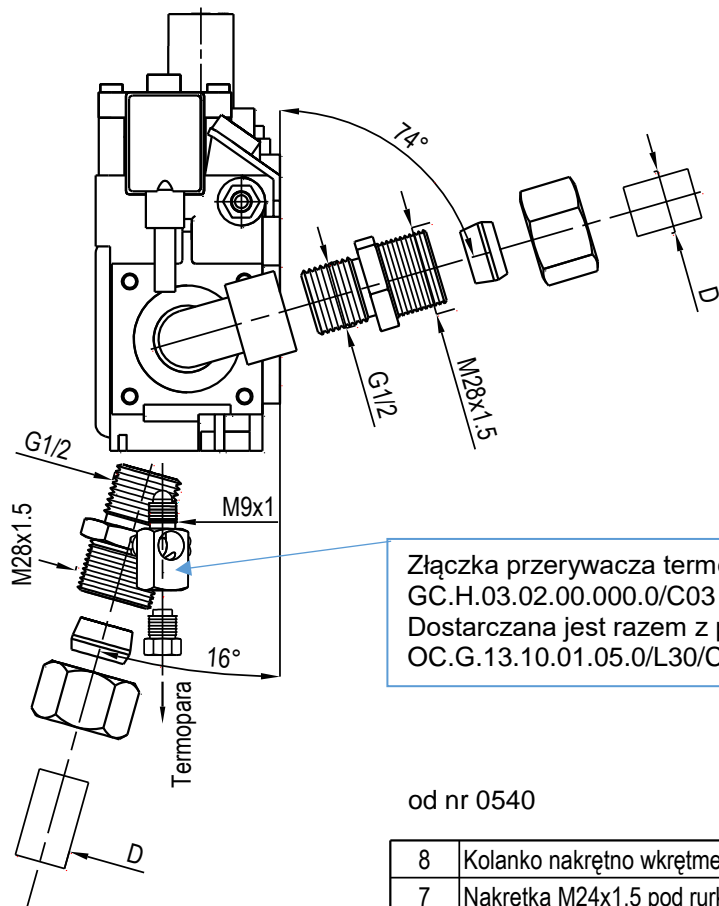 74°
D
G1/2
M28x1.5
G1/2
M9x1
M28x1.5
Złączka przerywacza termo
GC.H.03.02.00.000.0/C03
Dostarczana jest razem z p
OC.G.13.10.01.05.0/L30/C
16°
Termopara
D
od nr 0540
8 Kolanko nakrętno wkrętme
7 Nakrętka M24x1.5 pod rurk